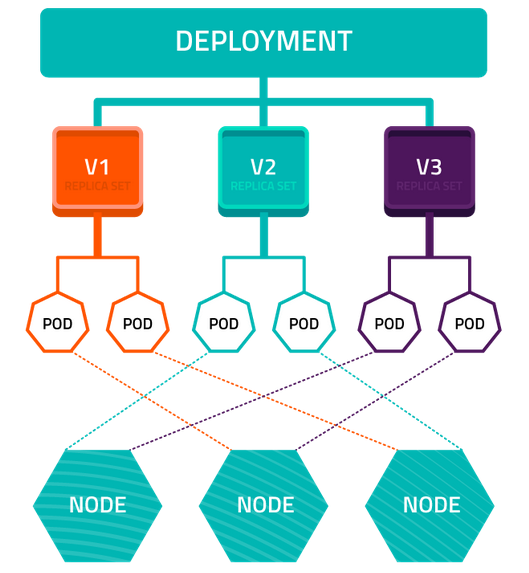 DEPLOYMENT
V1
REPLICA SET
V2
REPLICA SET
V3
REPLICA SET
POD
POD
POD
POD
POD
POD
NODE
NODE
NODE